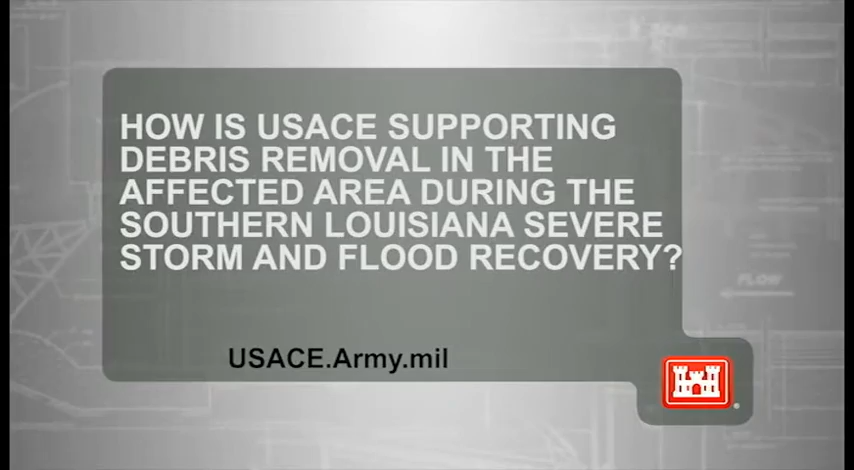 HOW IS USACE SUPPORTING
DEBRIS REMOVAL IN THE
AFFECTED AREA DURING THE
SOUTHERN LOUISIANA SEVERE
STORM AND FLOOD RECOVERY?
FLOW
USACE.Army.mil
®